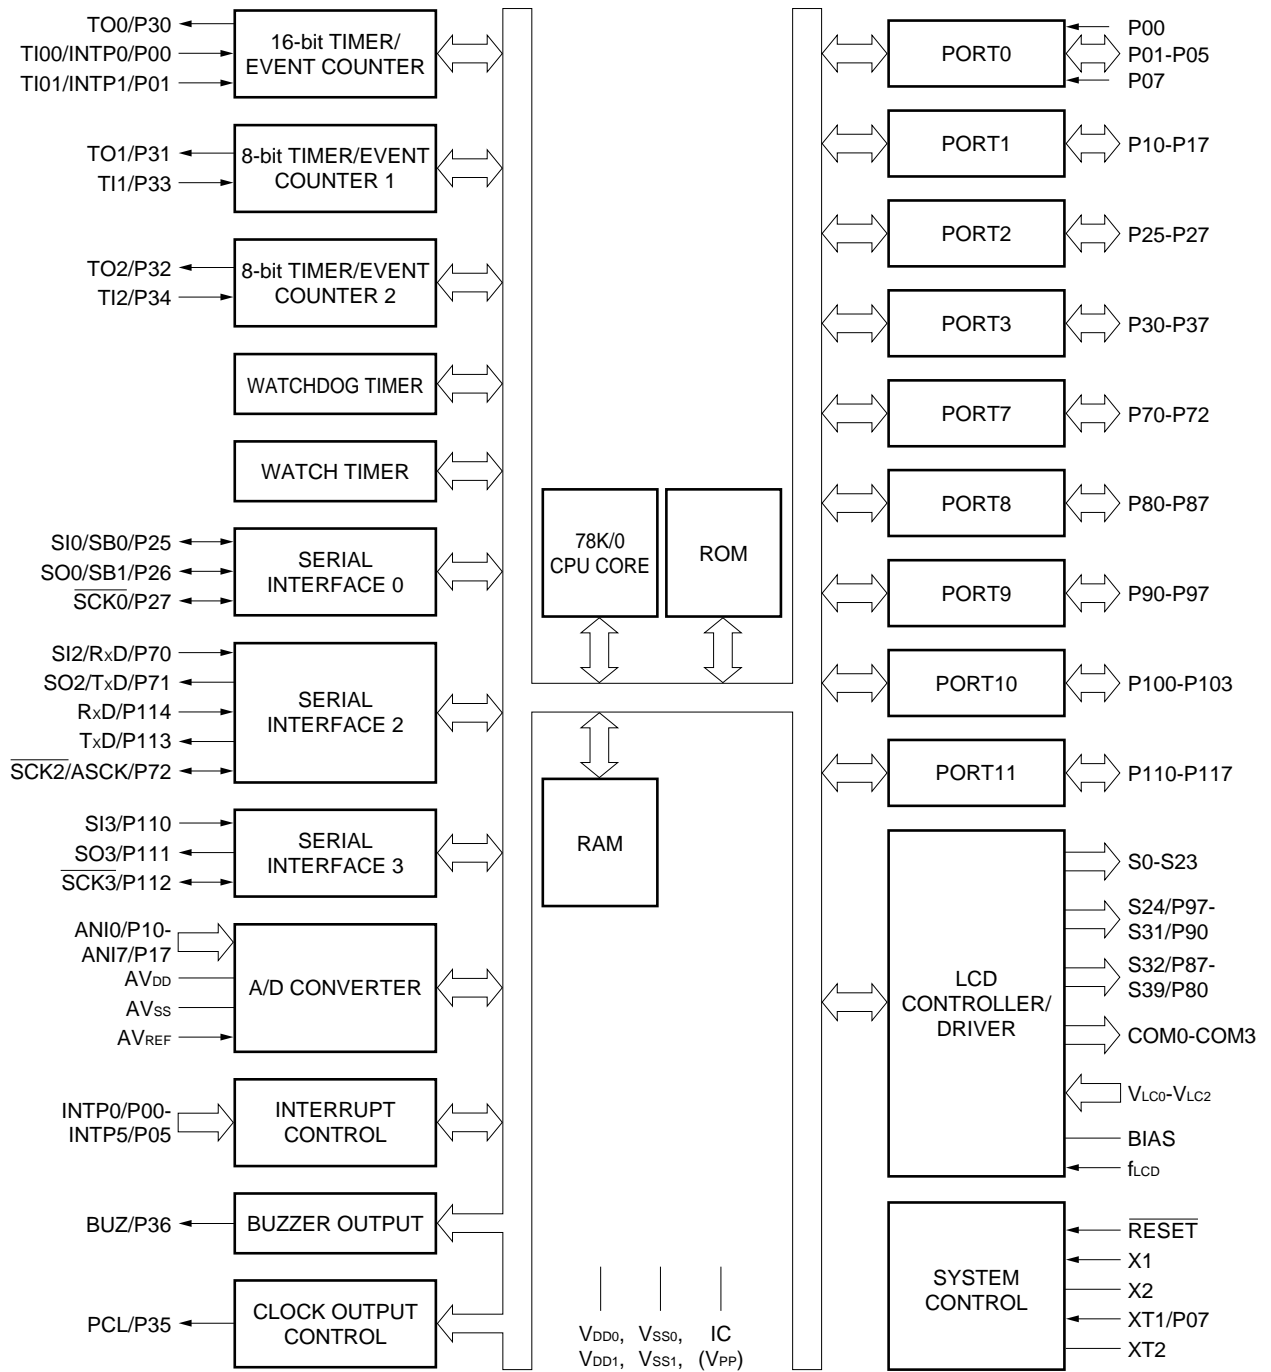 TO0/P30
TI00/INTP0/P00
TI01/INTP1/P01
16-bit TIMER/
EVENT COUNTER
TO1/P31
TI1/P33
8-bit TIMER/EVENT
COUNTER 1
TO2/P32
TI2/P34
8-bit TIMER/EVENT
COUNTER 2
WATCHDOG TIMER
WATCH TIMER
SI0/SB0/P25
SO0/SB1/P26
SCK0/P27
SERIAL
INTERFACE 0
SI2/RxD/P70
SO2/TxD/P71
RxD/P114
TxD/P113
SCK2/ASCK/P72
SERIAL
INTERFACE 2
SI3/P110
SO3/P111
SCK3/P112
SERIAL
INTERFACE 3
ANI0/P10-
ANI7/P17
AVDD
AVSS
AVREF
A/D CONVERTER
INTP0/P00-
INTP5/P05
INTERRUPT
CONTROL
BUZ/P36
BUZZER OUTPUT
PCL/P35
CLOCK OUTPUT
CONTROL
78K/0
CPU CORE
ROM
RAM
VDD0,
VDD1,
VSS0,
VSS1,
IC
(VPP)
PORT0
P00
P01-P05
P07
PORT1
P10-P17
PORT2
P25-P27
PORT3
P30-P37
PORT7
P70-P72
PORT8
P80-P87
PORT9
P90-P97
PORT10
P100-P103
PORT11
P110-P117
LCD
CONTROLLER/
DRIVER
S0-S23
S24/P97-
S31/P90
S32/P87-
S39/P80
COM0-COM3
VLC0-VLC2
BIAS
fLCD
SYSTEM
CONTROL
RESET
X1
X2
XT1/P07
XT2